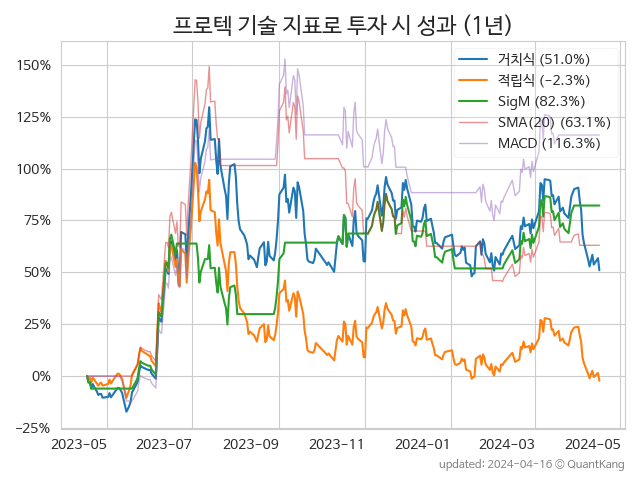 프로텍 기술 지표로 투자 시 성과 (1년)
거치식 (51.0%)
적립식 (−2.3%)
SigM (82.3%)
SMA(20) (63.1%)
MACD (116.3%)
150%
125%
100%
75%
50%
25%
0%
−25%
2023-05
2023-07
2023-09
2023-11
2024-01
2024-03
2024-05
updated: 2024-04-16 © QuantKang